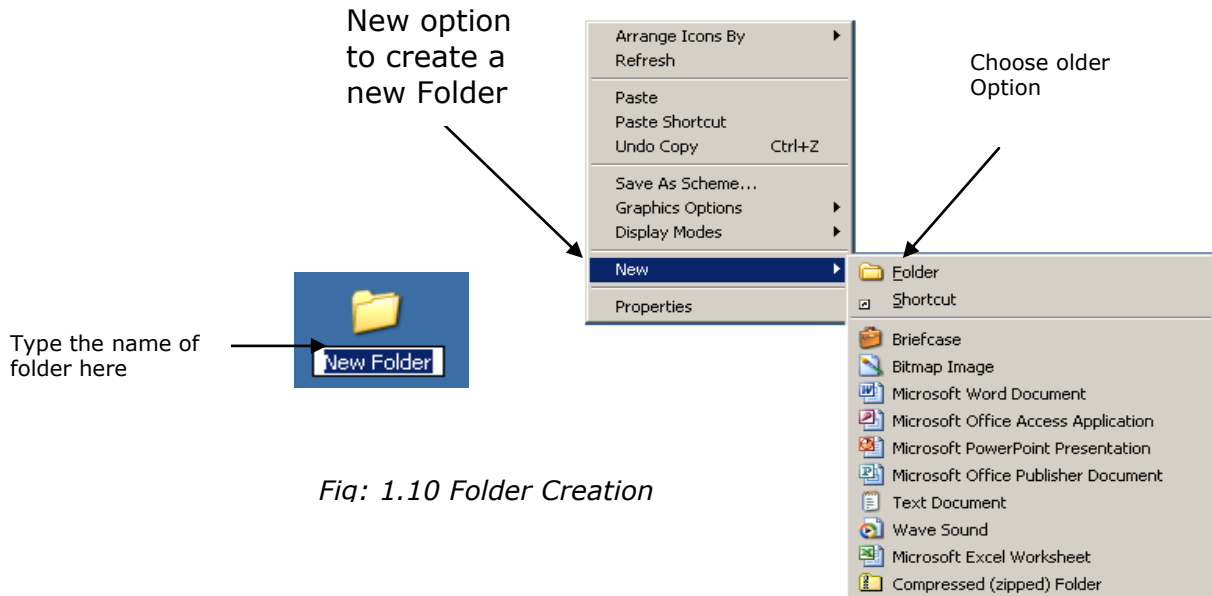 New option
to create a
new Folder
Arrange Icons By
Refresh
Paste
Paste Shortcut
Undo Copy Ctrl+Z
Save As Scheme...
Graphics Options
Display Modes
New
Properties
Choose older
Option
Folder
Shortcut
Briefcase
Bitmap Image
Microsoft Word Document
Microsoft Office Access Application
Microsoft PowerPoint Presentation
Microsoft Office Publisher Document
Text Document
Wave Sound
Microsoft Excel Worksheet
Compressed (zipped) Folder
Type the name of
folder here
New Folder
Fig: 1.10 Folder Creation